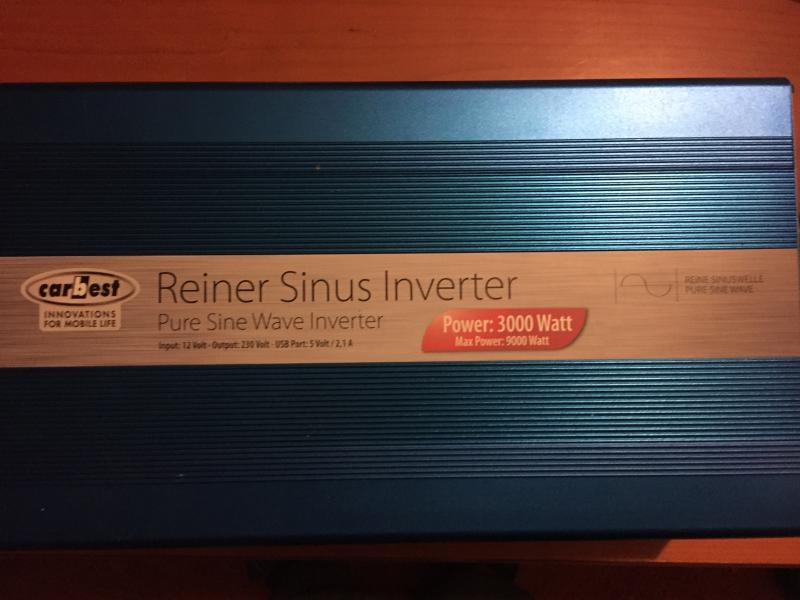 carbest
INNOVATIONS
FOR MOBILE LIFE
Reiner Sinus Inverter
Pure Sine Wave Inverter
Input: 12 Volt - Output: 230 Volt - USB Port: 5 Volt / 2,1 A
Power: 3000 Watt
Max Power: 9000 Watt
REINE SINUSWELLE
PURE SINE WAVE